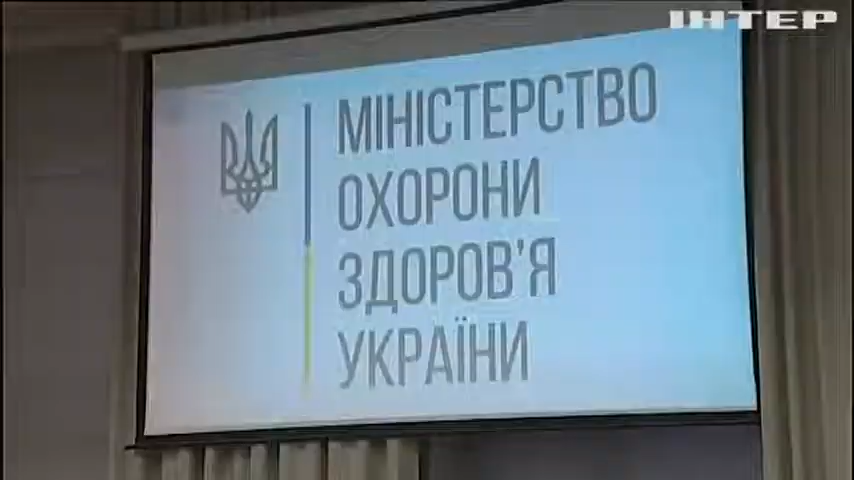 ІНТЕР
МІНІСТЕРСТВО
ОХОРОНИ
ЗДОРОВ'Я
УКРАЇНИ